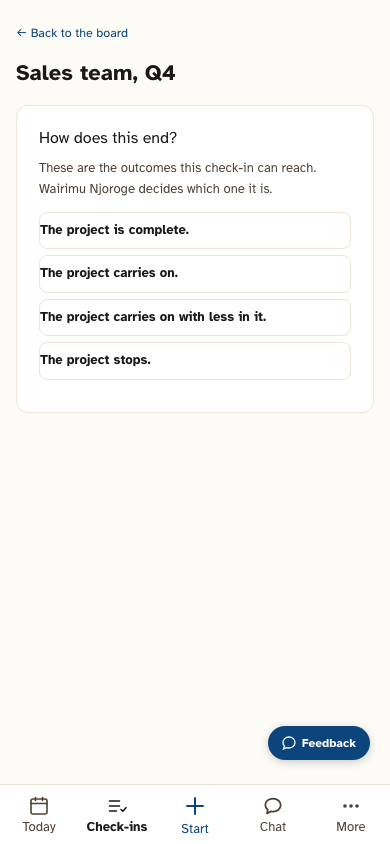 ← Back to the board
Sales team, Q4
How does this end?
These are the outcomes this check-in can reach.
Wairimu Njoroge decides which one it is.
The project is complete.
The project carries on.
The project carries on with less in it.
The project stops.
Feedback
Today
Check-ins
Start
Chat
More